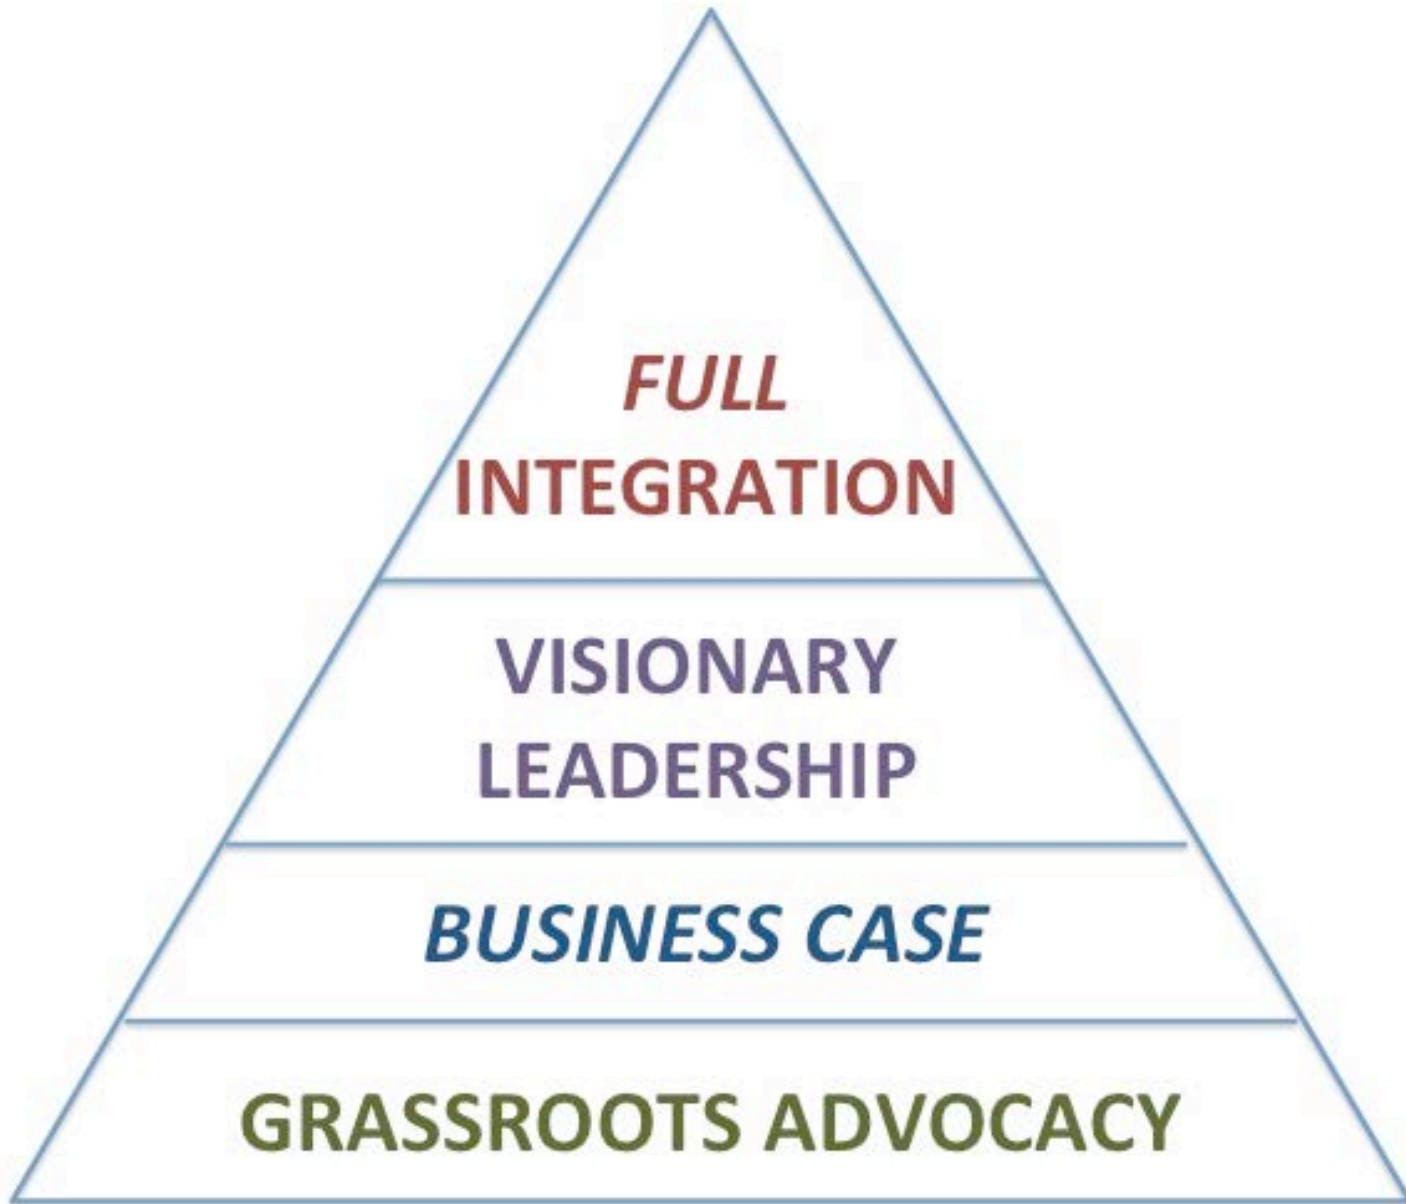 FULL
INTEGRATION
VISIONARY
LEADERSHIP
BUSINESS CASE
GRASSROOTS ADVOCACY